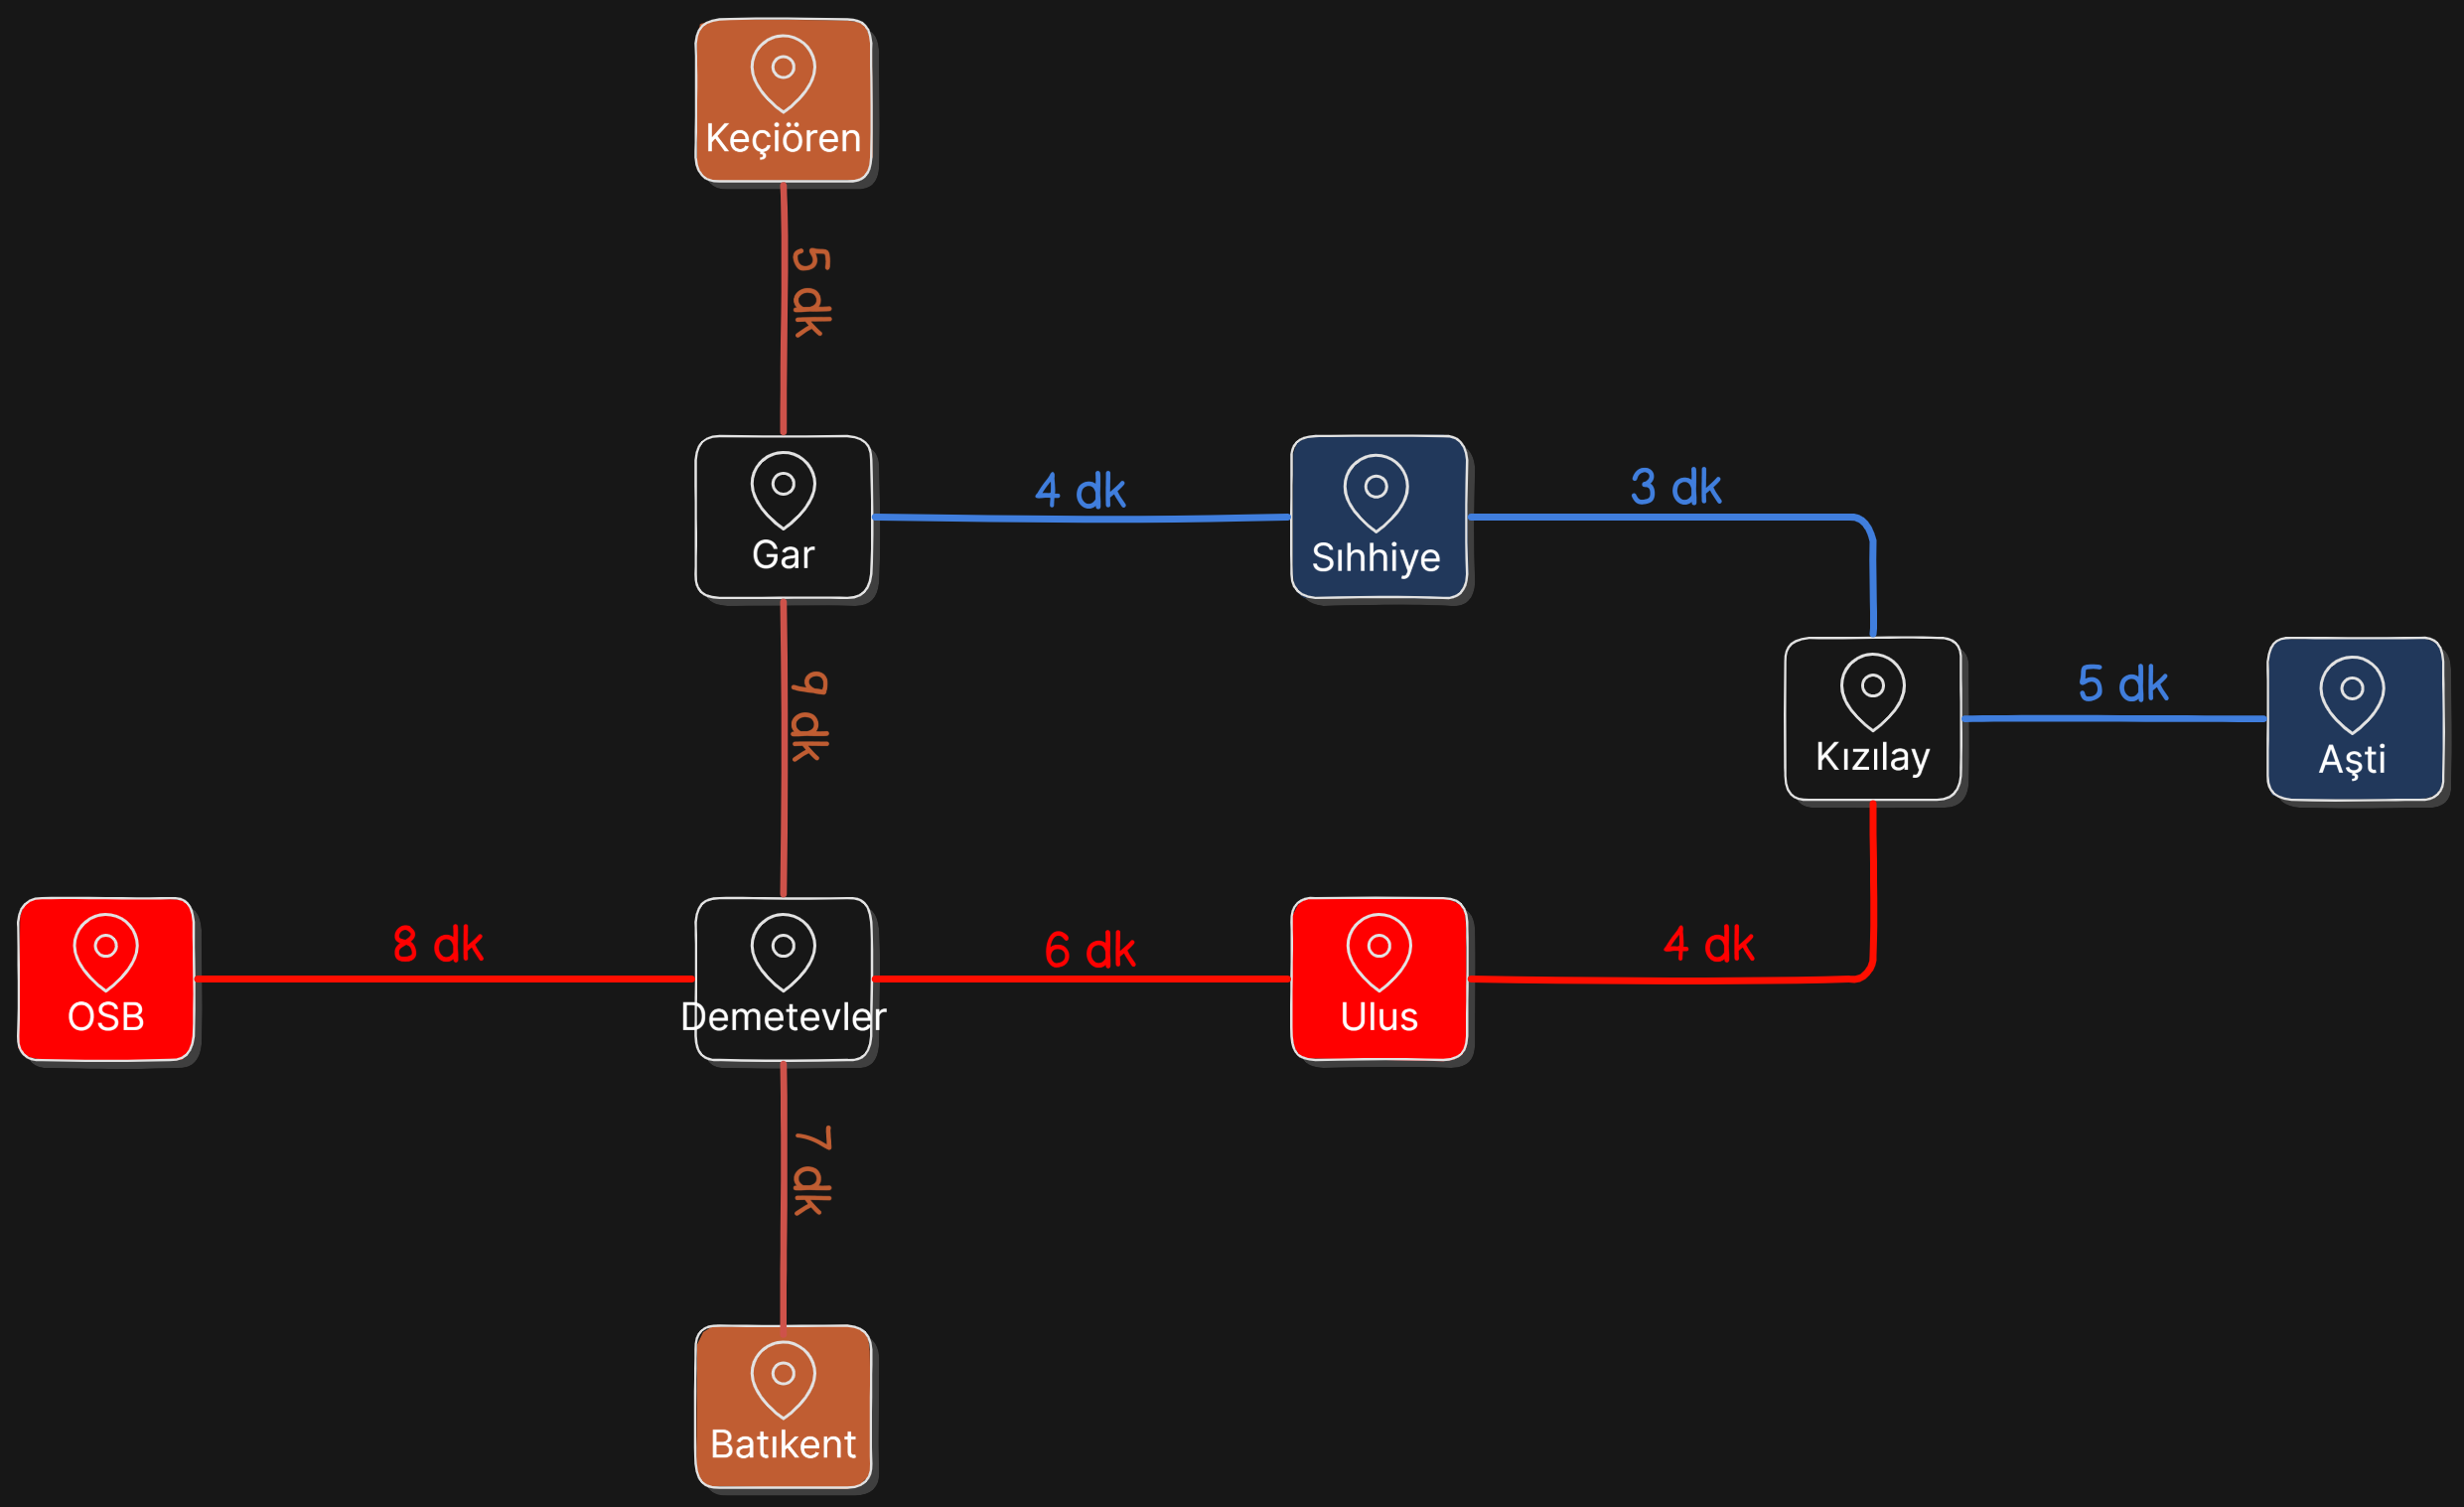 Keçiören
5 dk
Gar
4 dk
Sıhhiye
3 dk
Kızılay
5 dk
Aşti
9 dk
OSB
8 dk
Demetevler
6 dk
Ulus
4 dk
7 dk
Batıkent